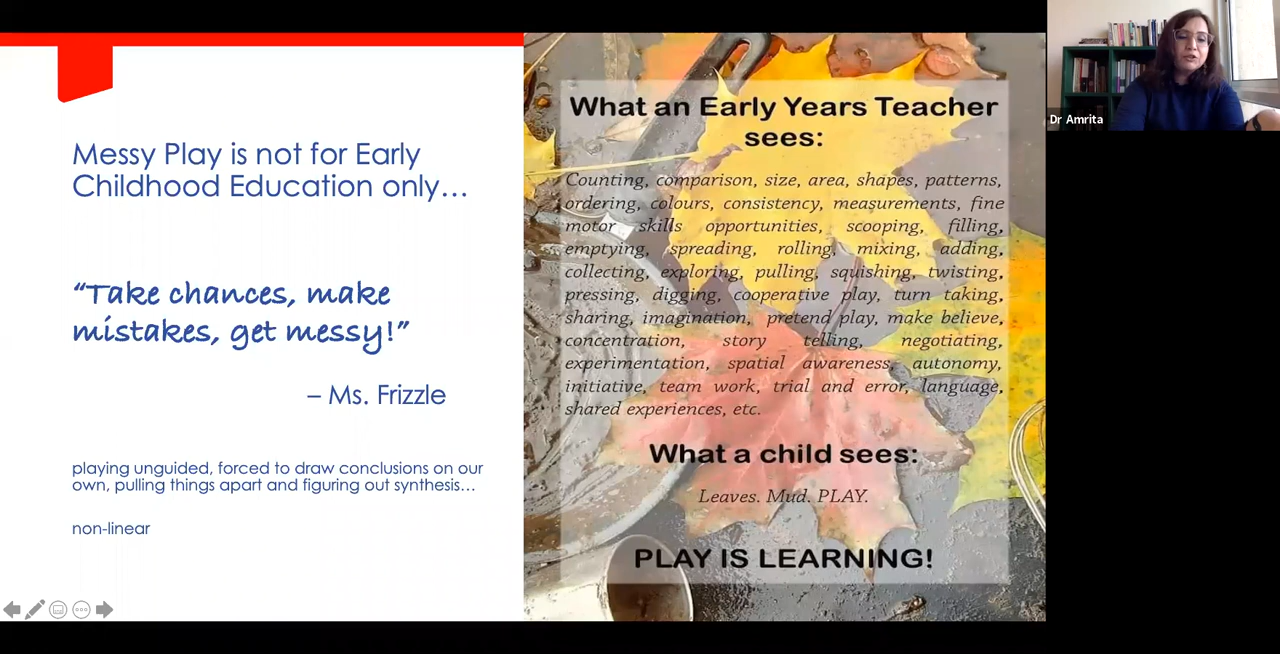 Messy Play is not for Early
Childhood Education only…
“Take chances, make
mistakes, get messy!”
– Ms. Frizzle
playing unguided, forced to draw conclusions on our
own, pulling things apart and figuring out synthesis…
non-linear
What an Early Years Teacher
sees:
Counting, comparison, size, area, shapes, patterns,
ordering, colours, consistency, measurements, fine
motor skills opportunities, scooping, filling,
emptying, spreading, rolling, mixing, adding,
collecting, exploring, pulling, squishing, twisting,
pressing, digging, cooperative play, turn taking,
sharing, imagination, pretend play, make believe,
concentration, story telling, negotiating,
experimentation, spatial awareness, autonomy,
initiative, team work, trial and error, language,
shared experiences, etc.
What a child sees:
Leaves. Mud. PLAY.
PLAY IS LEARNING!
Dr Amrita